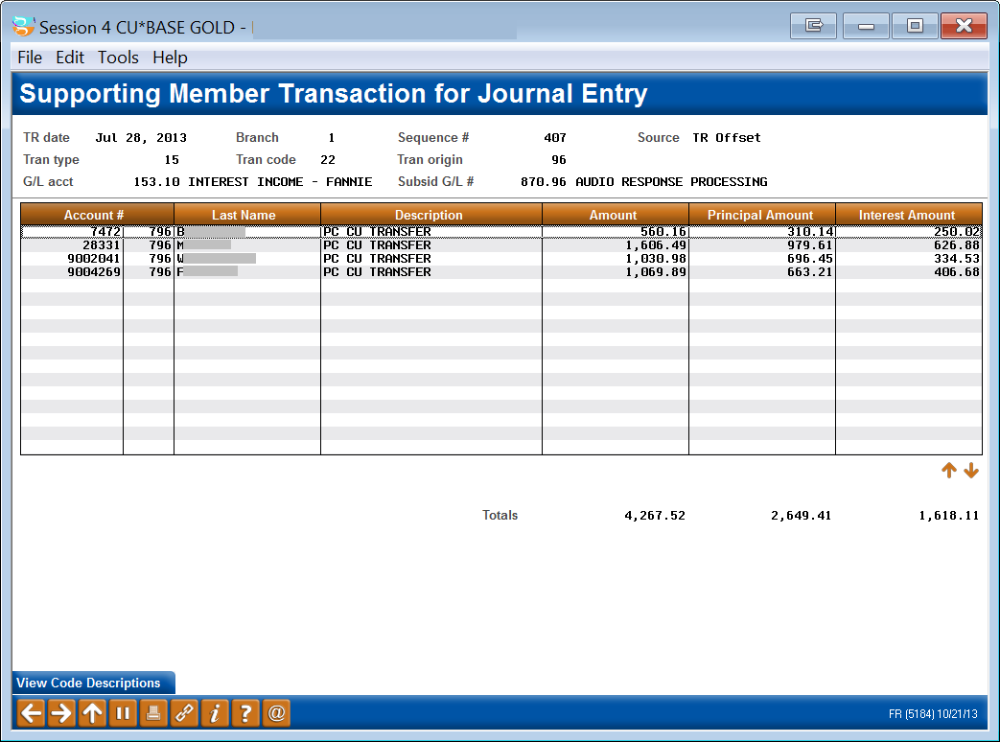 Session 4 CU*BASE GOLD -
File Edit Tools Help
Supporting Member Transaction for Journal Entry
TR date Jul 28, 2013 Branch 1 Sequence # 407 Source TR Offset
Tran type 15 Tran code 22 Tran origin 96
G/L acct 153.10 INTEREST INCOME - FANNIE Subsid G/L # 870.96 AUDIO RESPONSE PROCESSING
Account # Last Name Description Amount Principal Amount Interest Amount
7472 796 B PC CU TRANSFER 560.16 310.14 250.02
28331 796 M PC CU TRANSFER 1,606.49 979.61 626.88
9002041 796 W PC CU TRANSFER 1,030.98 696.45 334.53
9004269 796 F PC CU TRANSFER 1,069.89 663.21 406.68
Totals 4,267.52 2,649.41 1,618.11
View Code Descriptions
i ? @
FR (5184) 10/21/13